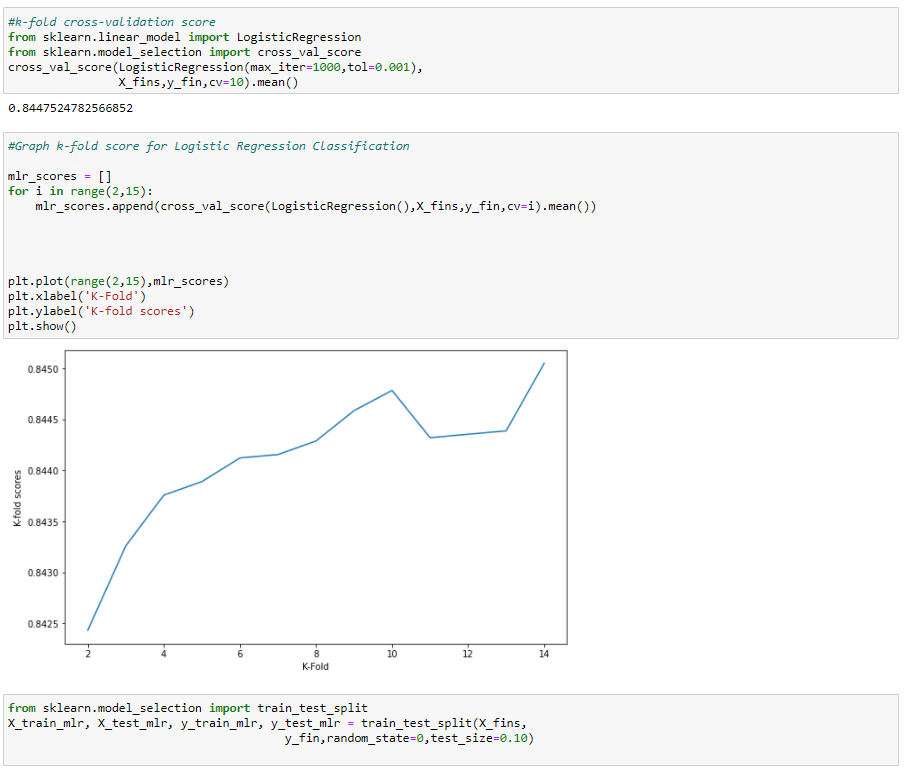 #k-fold cross-validation score
from sklearn.linear_model import LogisticRegression
from sklearn.model_selection import cross_val_score
cross_val_score(LogisticRegression(max_iter=1000,tol=0.001),
                X_fins,y_fin,cv=10).mean()
0.8447524782566852
#Graph k-fold score for Logistic Regression Classification
mlr_scores = []
for i in range(2,15):
    mlr_scores.append(cross_val_score(LogisticRegression(),X_fins,y_fin,cv=i).mean())
plt.plot(range(2,15),mlr_scores)
plt.xlabel('K-Fold')
plt.ylabel('K-fold scores')
plt.show()
0.8450
0.8445
0.8440
0.8435
0.8430
0.8425
K-fold scores
2 4 6 8 10 12 14
K-Fold
from sklearn.model_selection import train_test_split
X_train_mlr, X_test_mlr, y_train_mlr, y_test_mlr = train_test_split(X_fins,
                                        y_fin,random_state=0,test_size=0.10)